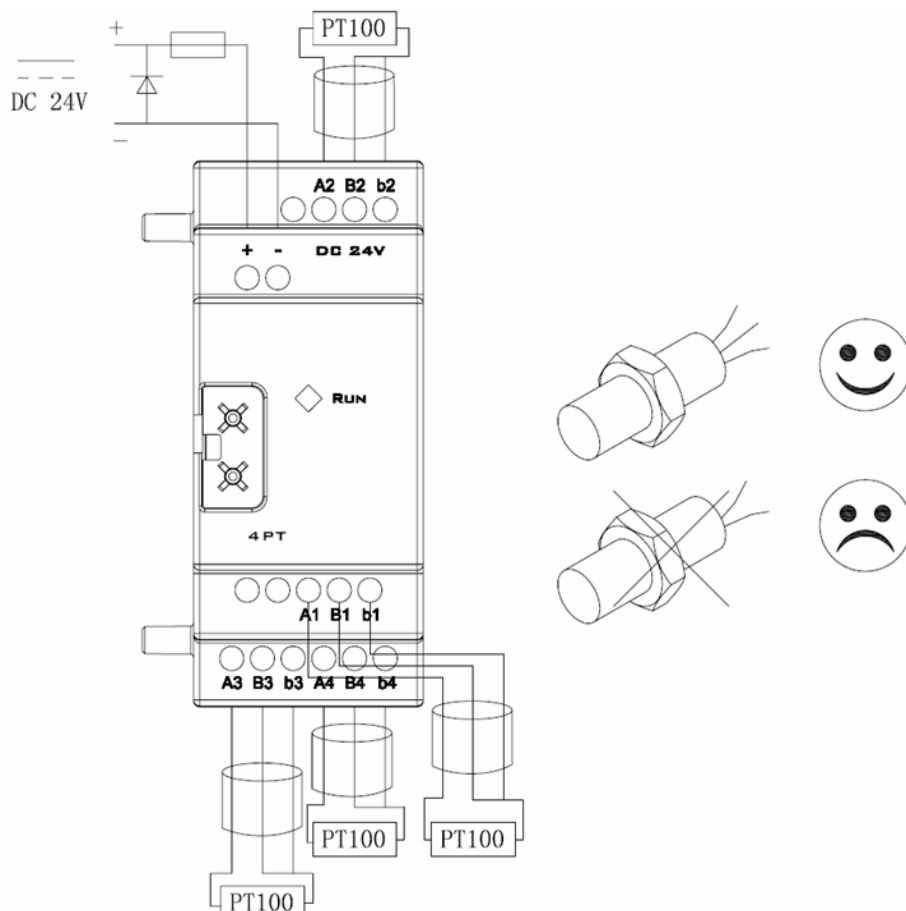 PT100
+
DC 24V
−
A2 B2 b2
+ - DC 24V
RUN
4PT
A1 B1 b1
A3 B3 b3 A4 B4 b4
PT100 PT100
PT100